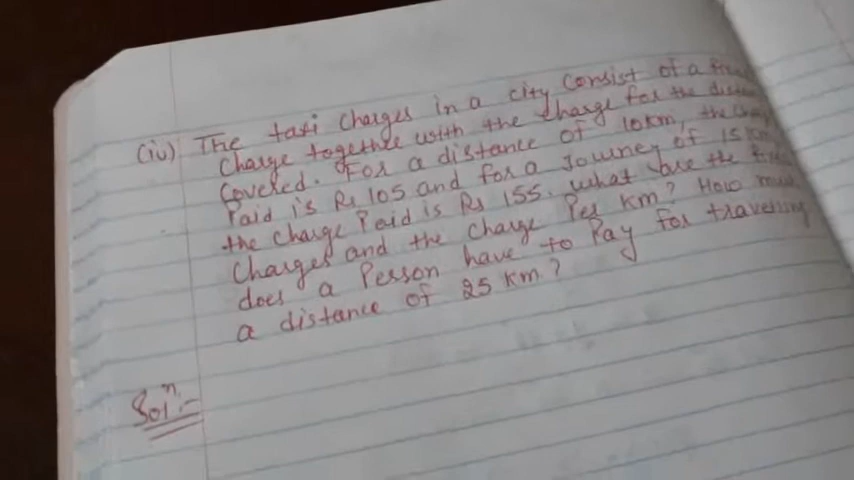 (iv) The taxi charges in a city consist of a
charge together with the charge for the
covered. For a distance of 10km, the
Paid is Rs 105 and for a Journey of 15
the charge Paid is Rs 155. what are the
Charges and the charge Per km? How
does a Person have to Pay for travelling
a distance of 25 km?
Solⁿ:-